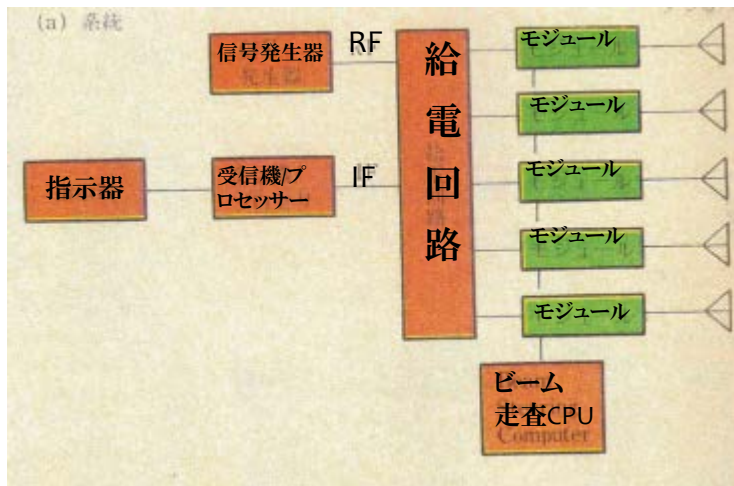 (a) 系統
信号発生器
RF
給
電
回
路
モジュール
モジュール
モジュール
モジュール
モジュール
指示器
受信機/プ
ロセッサー
IF
ビーム
走査CPU
Computer